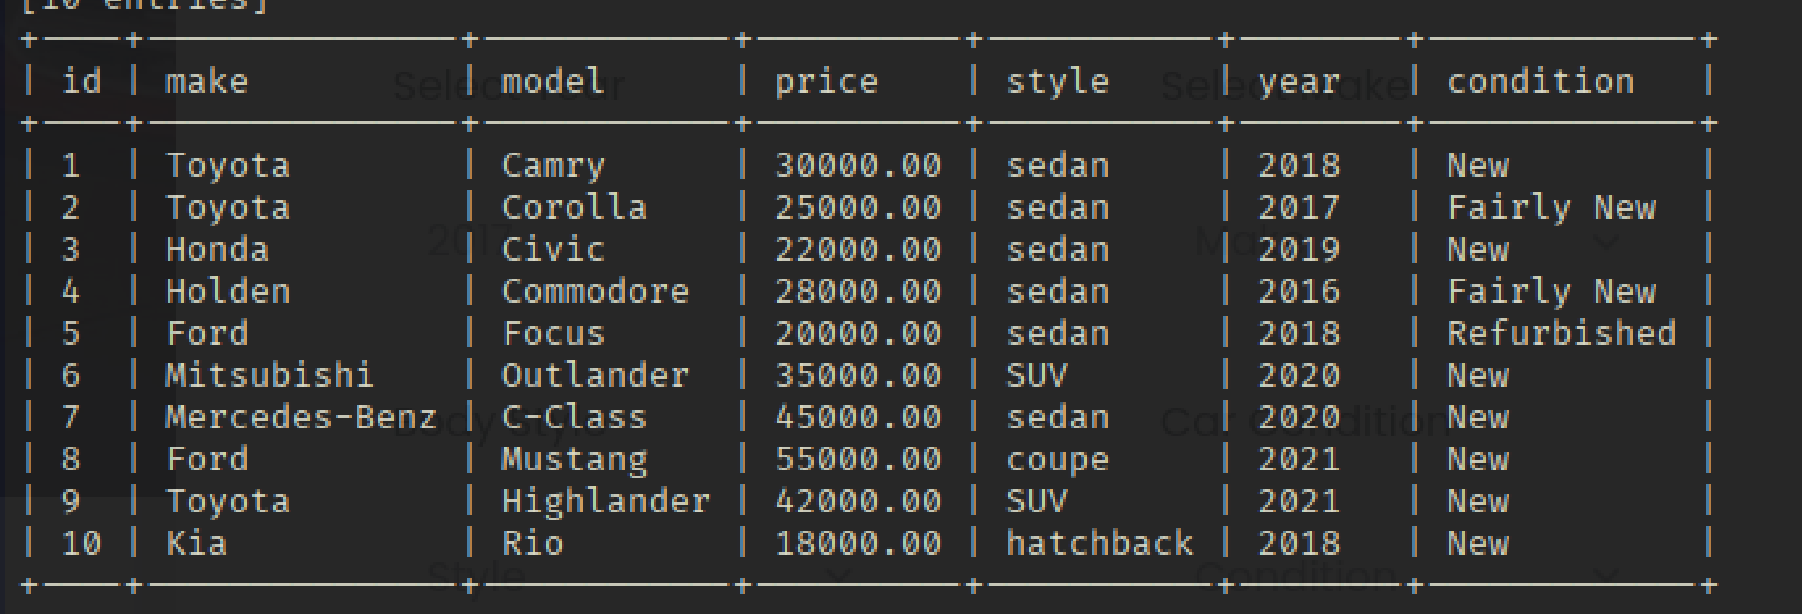 [10 entries]
| id | make | model | price | style | year | condition |
| 1 | Toyota | Camry | 30000.00 | sedan | 2018 | New |
| 2 | Toyota | Corolla | 25000.00 | sedan | 2017 | Fairly New |
| 3 | Honda | Civic | 22000.00 | sedan | 2019 | New |
| 4 | Holden | Commodore | 28000.00 | sedan | 2016 | Fairly New |
| 5 | Ford | Focus | 20000.00 | sedan | 2018 | Refurbished |
| 6 | Mitsubishi | Outlander | 35000.00 | SUV | 2020 | New |
| 7 | Mercedes-Benz | C-Class | 45000.00 | sedan | 2020 | New |
| 8 | Ford | Mustang | 55000.00 | coupe | 2021 | New |
| 9 | Toyota | Highlander | 42000.00 | SUV | 2021 | New |
| 10 | Kia | Rio | 18000.00 | hatchback | 2018 | New |
Select Year
Select Make
2017
Body Style
Car Condition
Style
Condition